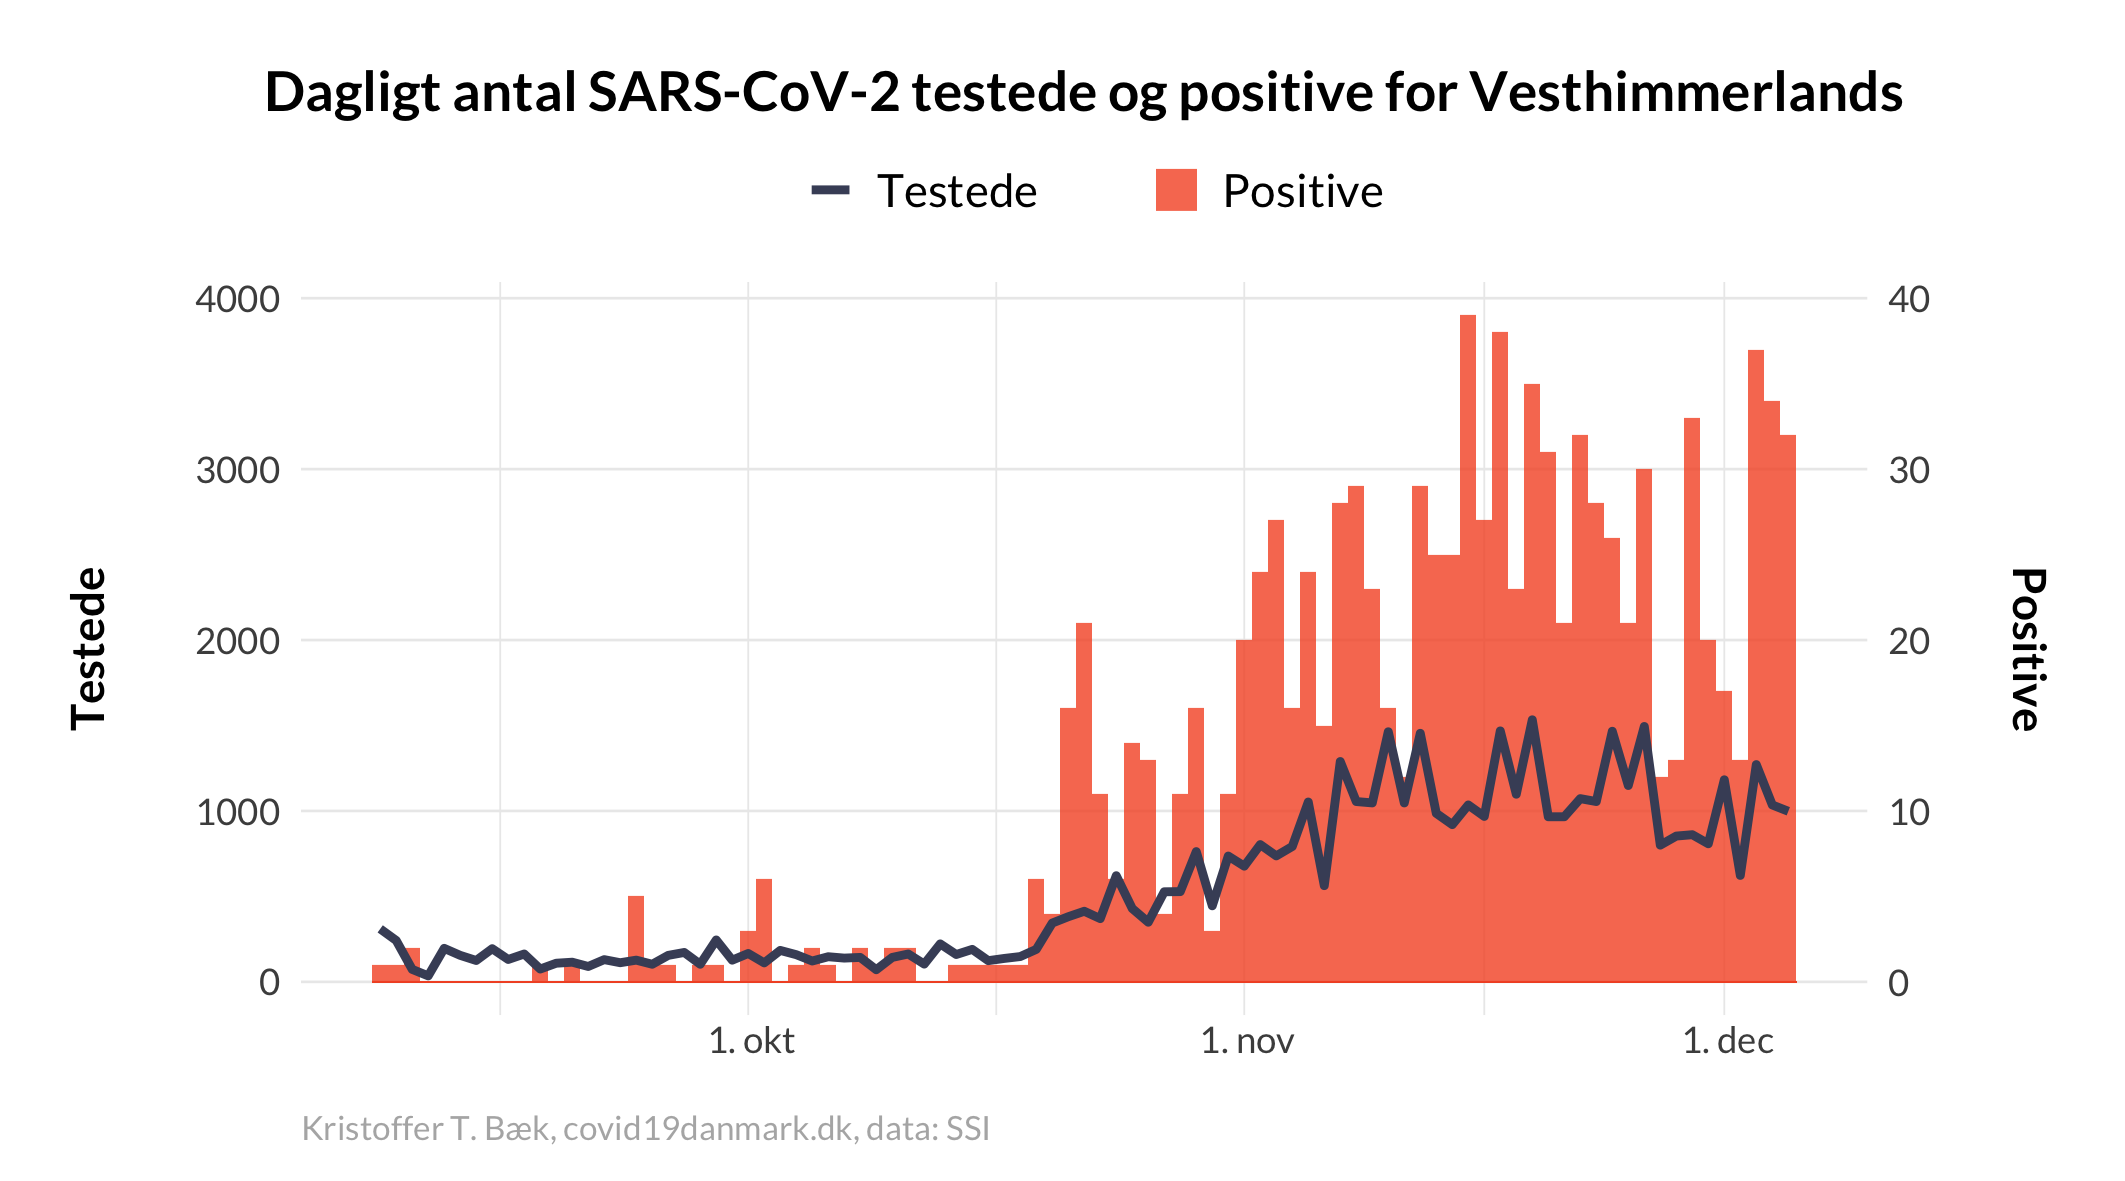 Dagligt antal SARS-CoV-2 testede og positive for Vesthimmerlands
Testede
Positive
4000
3000
2000
1000
0
Testede
40
30
20
10
0
Positive
1. okt
1. nov
1. dec
Kristoffer T. Bæk, covid19danmark.dk, data: SSI